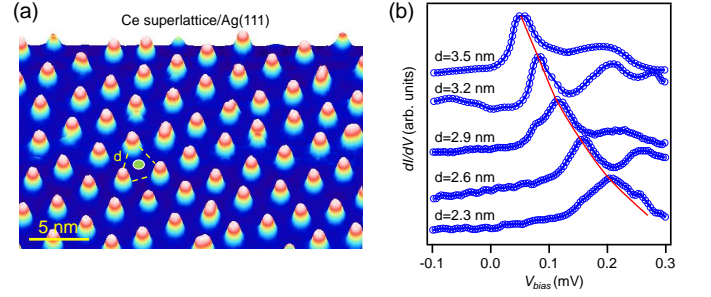 (a)
Ce superlattice/Ag(111)
d
5 nm
(b)
dI/dV (arb. units)
d=3.5 nm
d=3.2 nm
d=2.9 nm
d=2.6 nm
d=2.3 nm
-0.1 0.0 0.1 0.2 0.3
Vbias (mV)